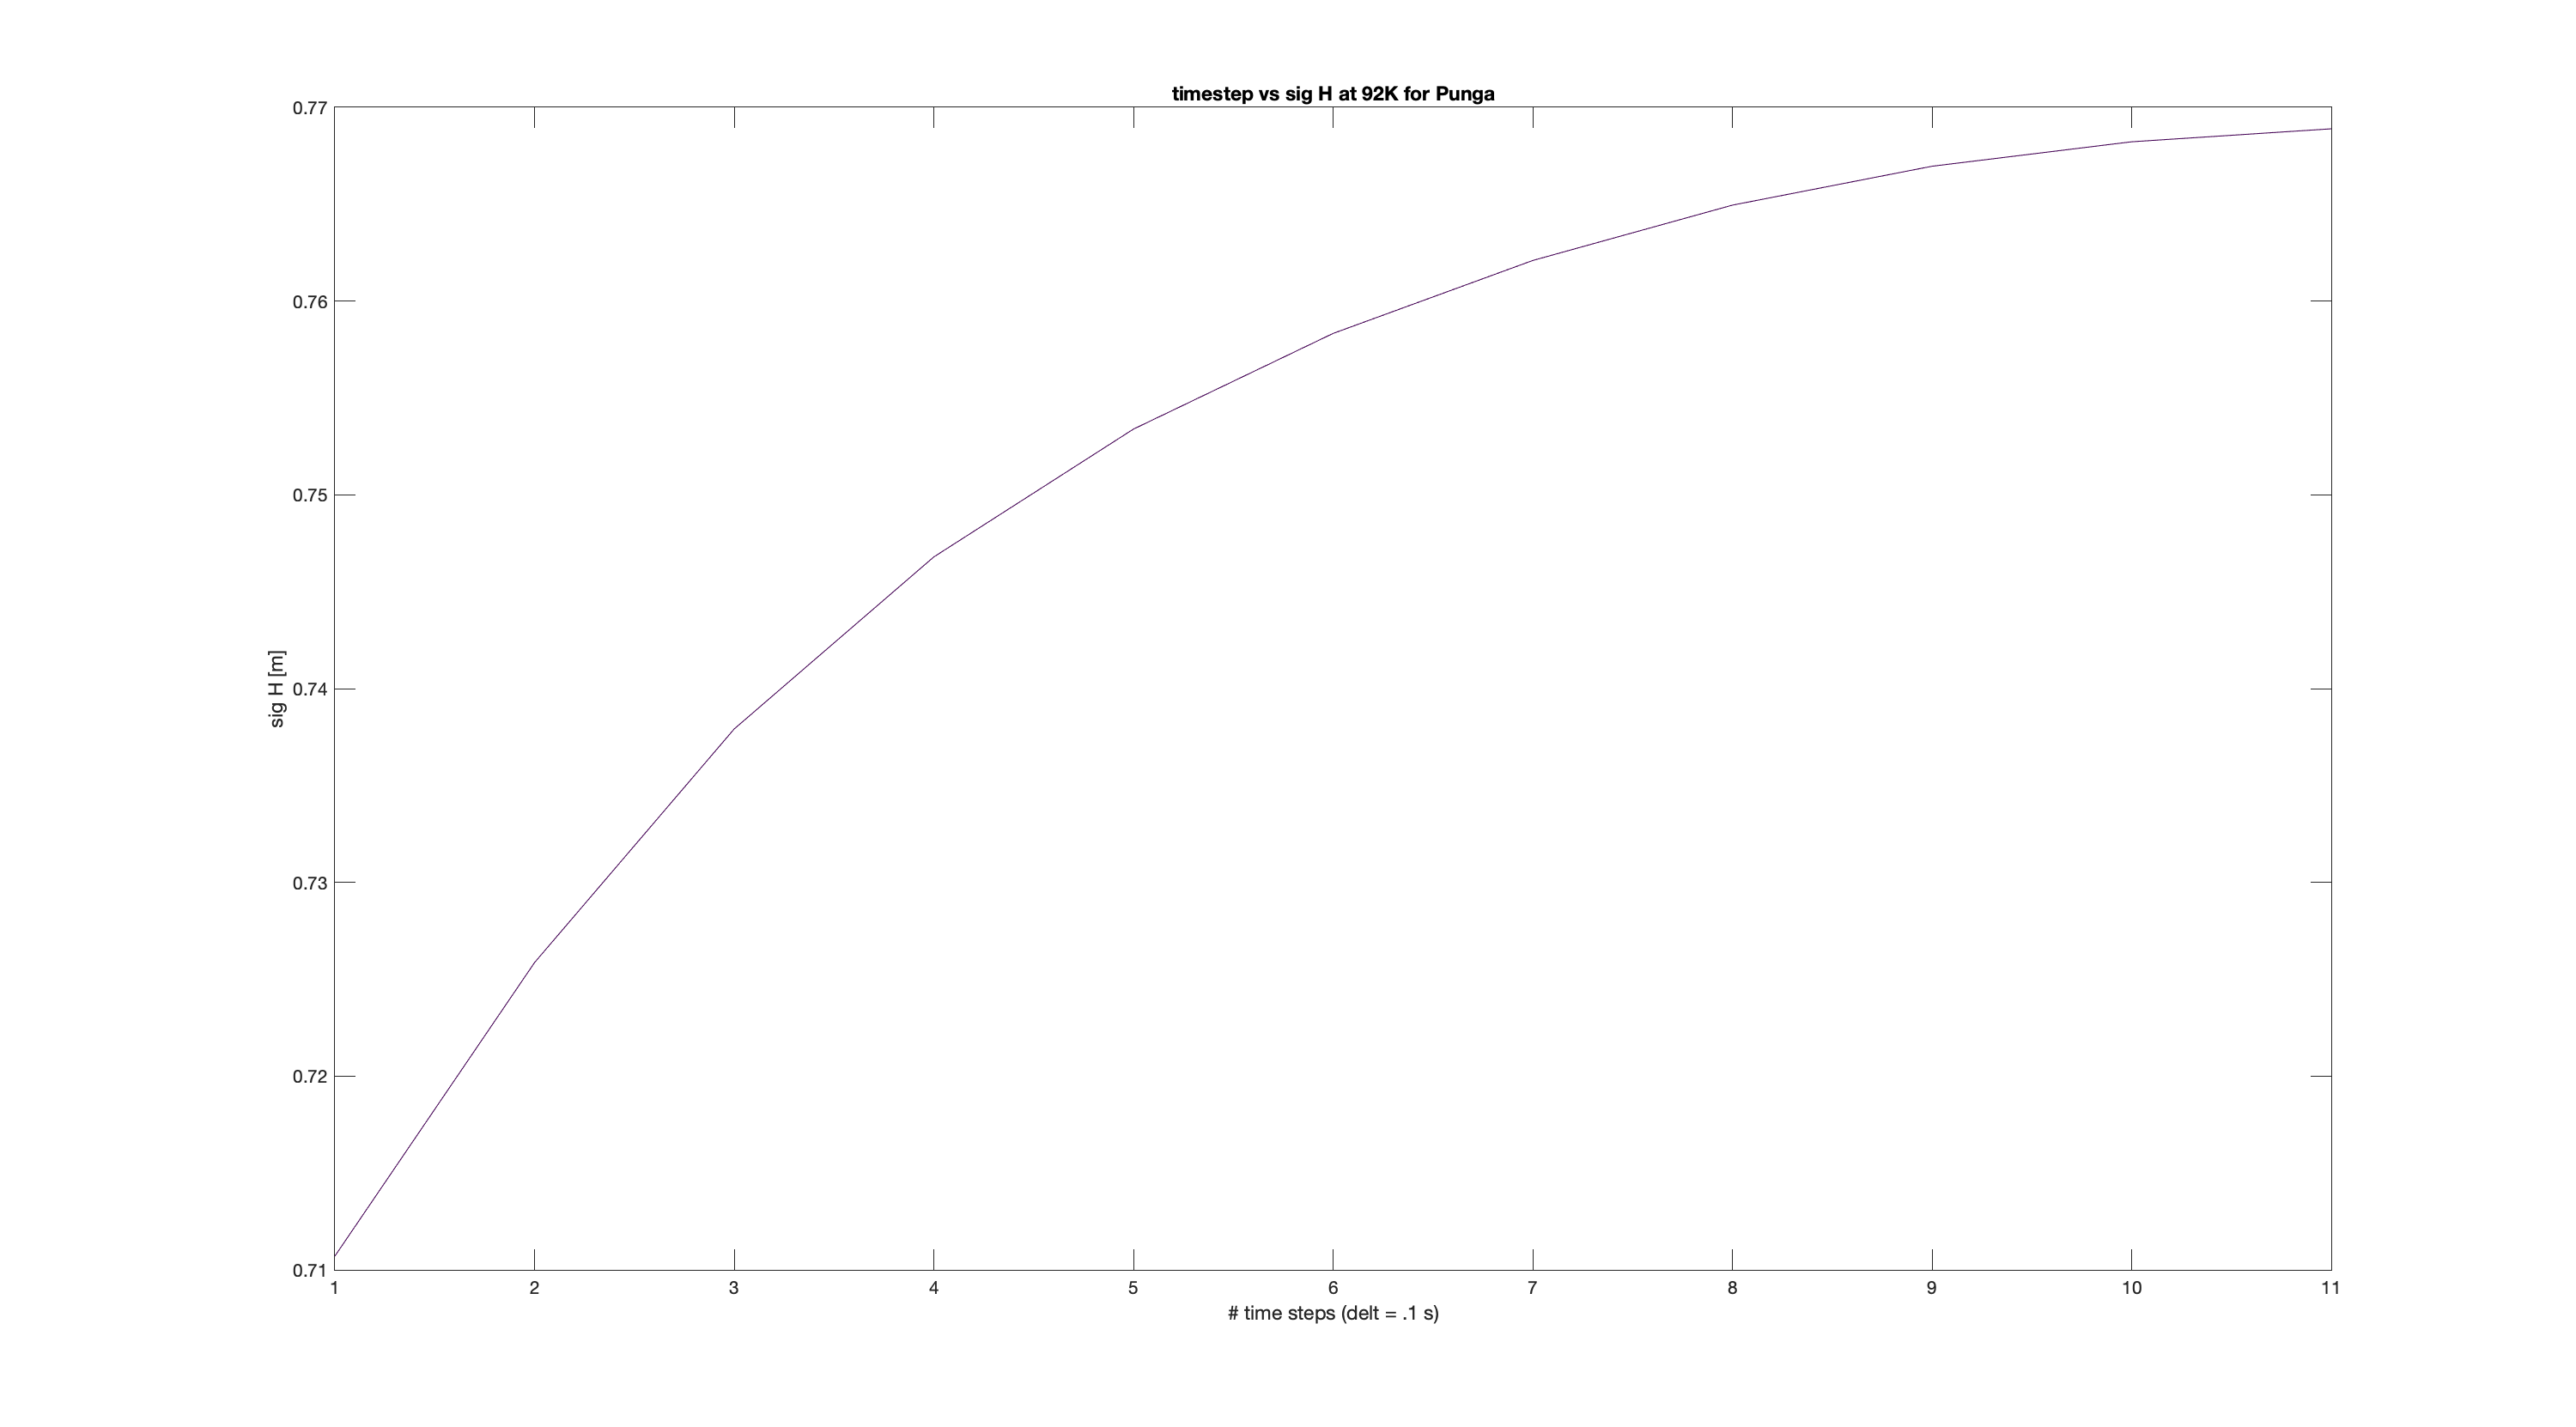 timestep vs sig H at 92K for Punga
0.77
0.76
0.75
0.74
0.73
0.72
0.71
sig H [m]
1 2 3 4 5 6 7 8 9 10 11
# time steps (delt = .1 s)